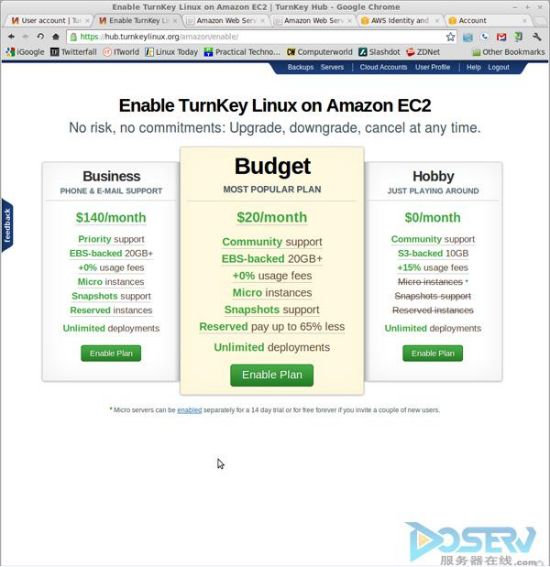 Enable TurnKey Linux on Amazon EC2 | TurnKey Hub - Google Chrome
User account | Turn
Enable TurnKey Linux
Amazon Web Servi
Amazon Web Serv
AWS Identity and
Account
https://hub.turnkeylinux.org/amazon/enable/
iGoogle
Twitterfall
ITworld
Linux Today
Practical Techno...
Computerworld
Slashdot
ZDNet
Other Bookmarks
Backups Servers | Cloud Accounts User Profile | Help Logout
Enable TurnKey Linux on Amazon EC2
No risk, no commitments: Upgrade, downgrade, cancel at any time.
feedback
Business
PHONE & E-MAIL SUPPORT
$140/month
Priority support
EBS-backed 20GB+
+0% usage fees
Micro instances
Snapshots support
Reserved instances
Unlimited deployments
Enable Plan
Budget
MOST POPULAR PLAN
$20/month
Community support
EBS-backed 20GB+
+0% usage fees
Micro instances
Snapshots support
Reserved pay up to 65% less
Unlimited deployments
Enable Plan
Hobby
JUST PLAYING AROUND
$0/month
Community support
S3-backed 10GB
+15% usage fees
Micro instances *
Snapshots support
Reserved instances
Unlimited deployments
Enable Plan
* Micro servers can be enabled separately for a 14 day trial or for free forever if you invite a couple of new users.
DOSERV
服务器在线.com